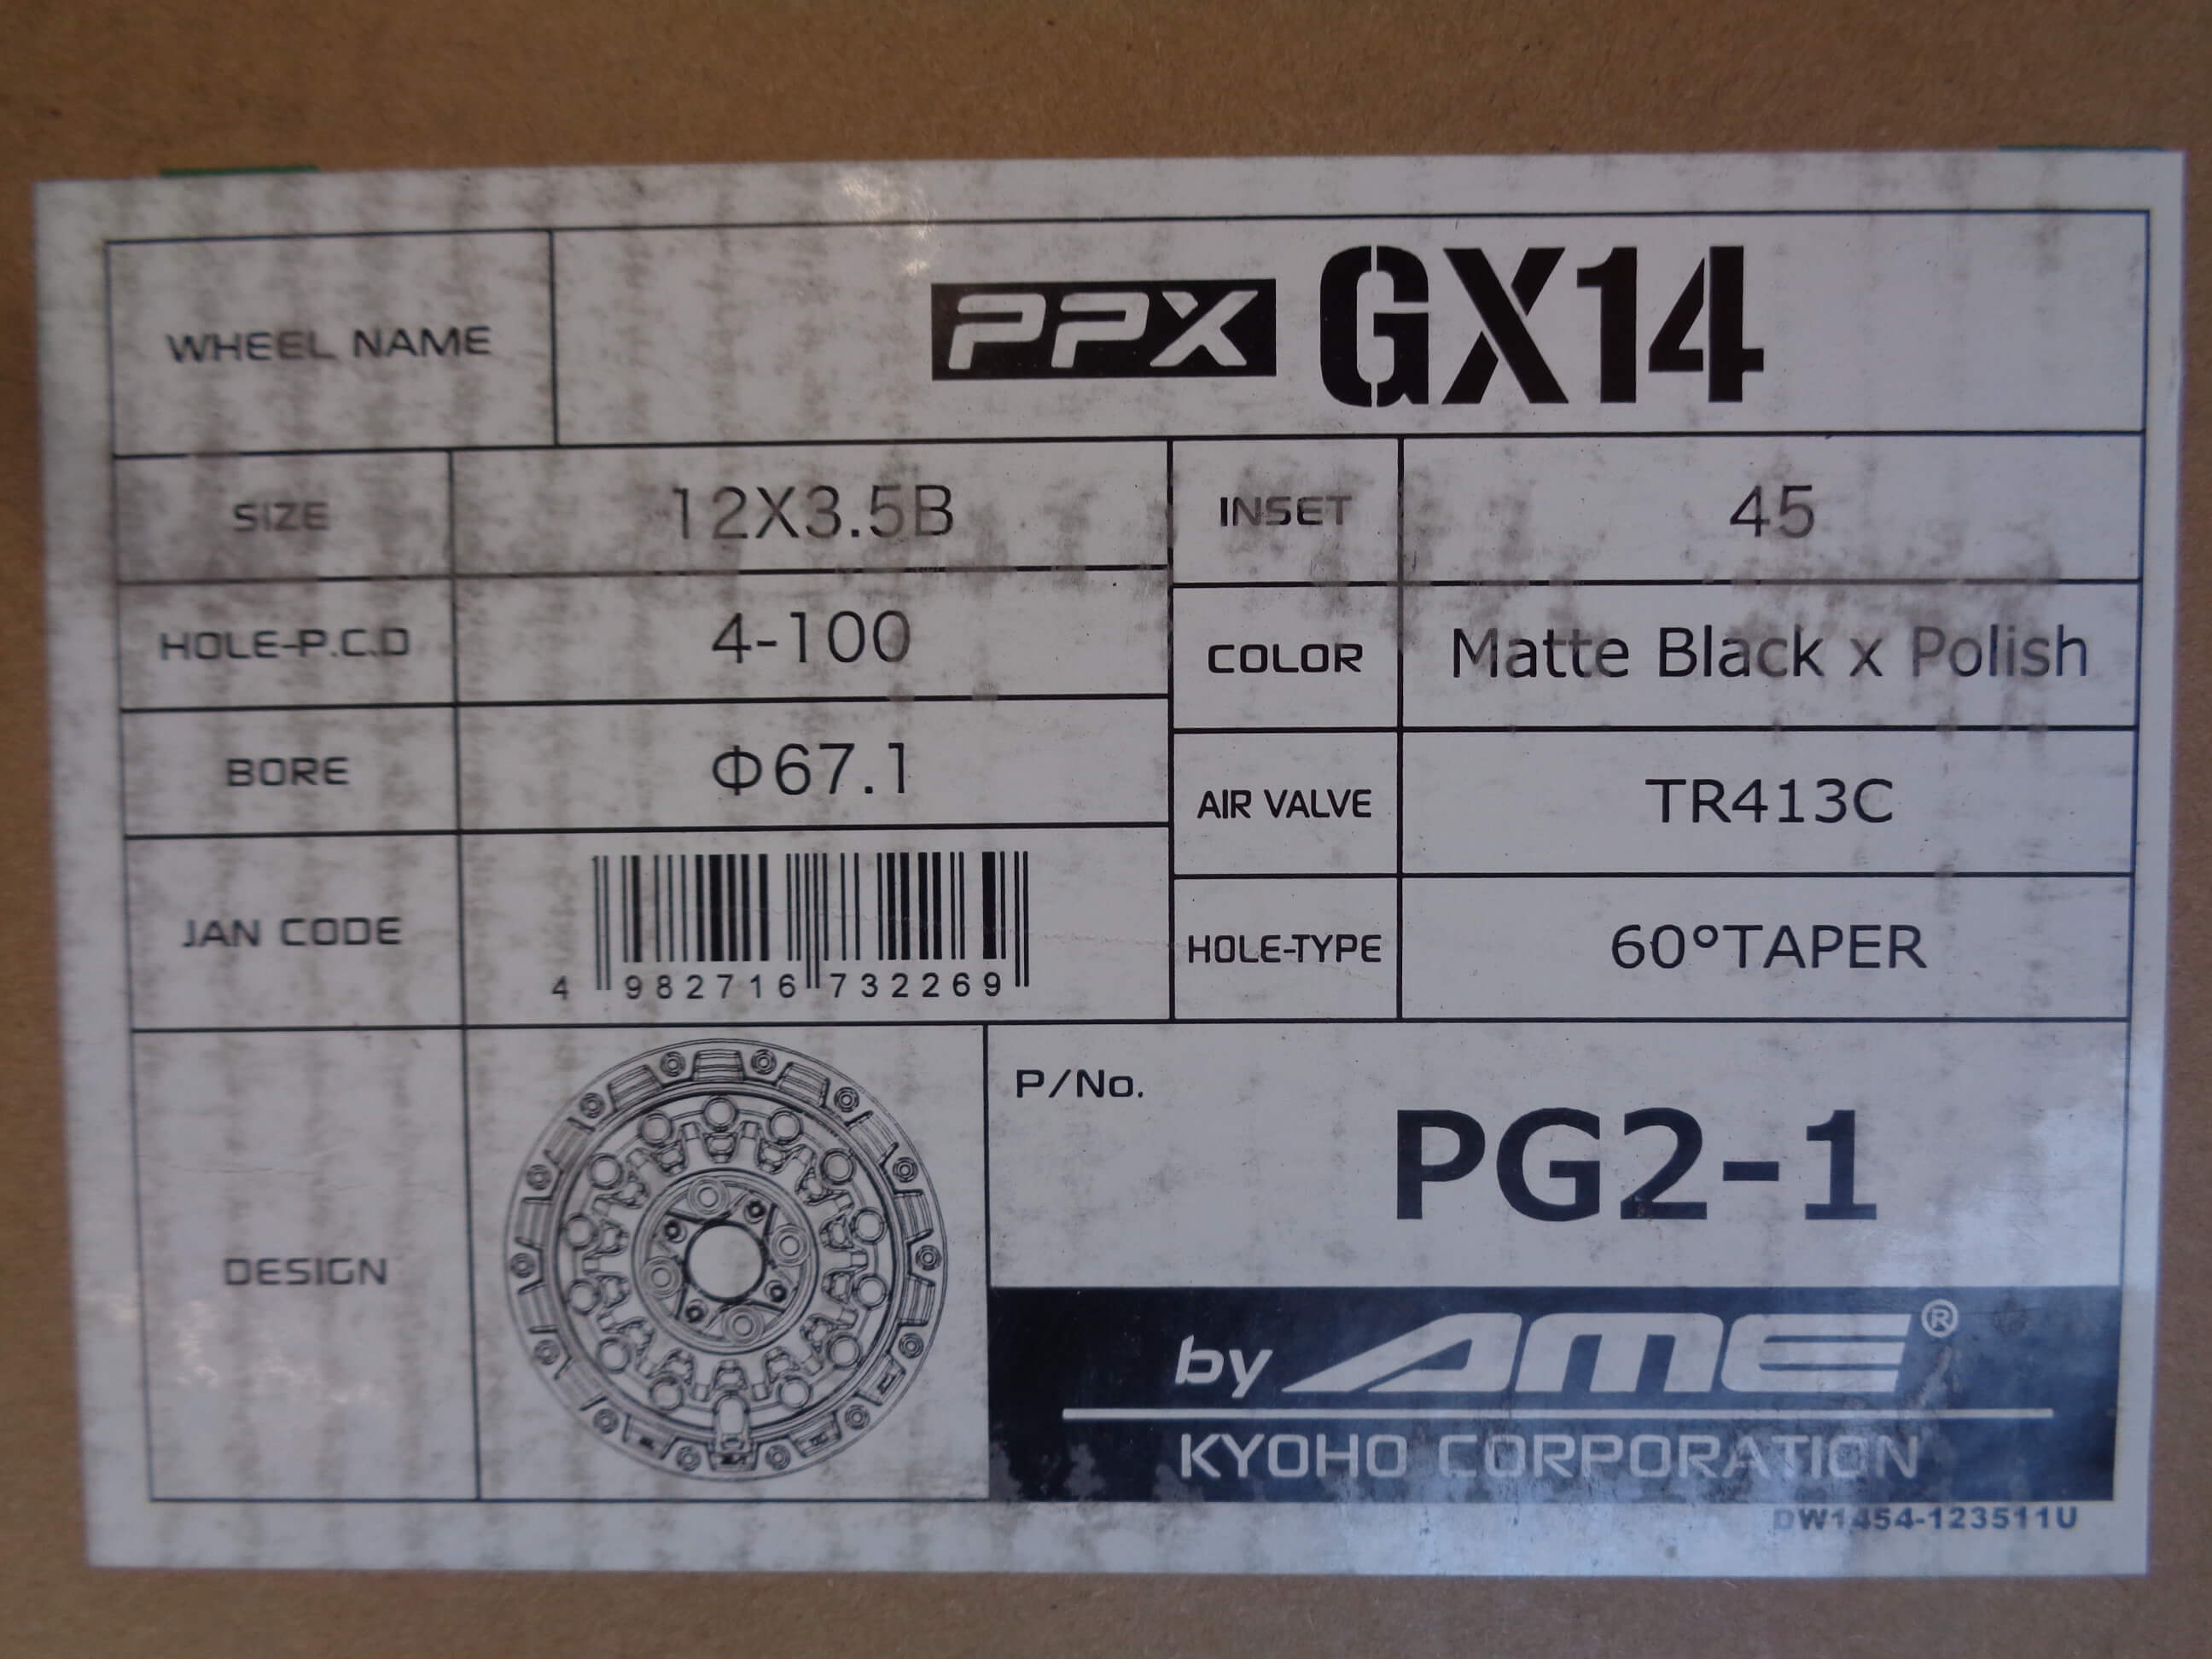 WHEEL NAME
PPX GX14
SIZE
12X3.5B
INSET
45
HOLE-P.C.D
4-100
COLOR
Matte Black x Polish
BORE
Φ67.1
AIR VALVE
TR413C
JAN CODE
4 982716 732269
HOLE-TYPE
60°TAPER
DESIGN
P/No.
PG2-1
by AME®
KYOHO CORPORATION
DW1454-123511U